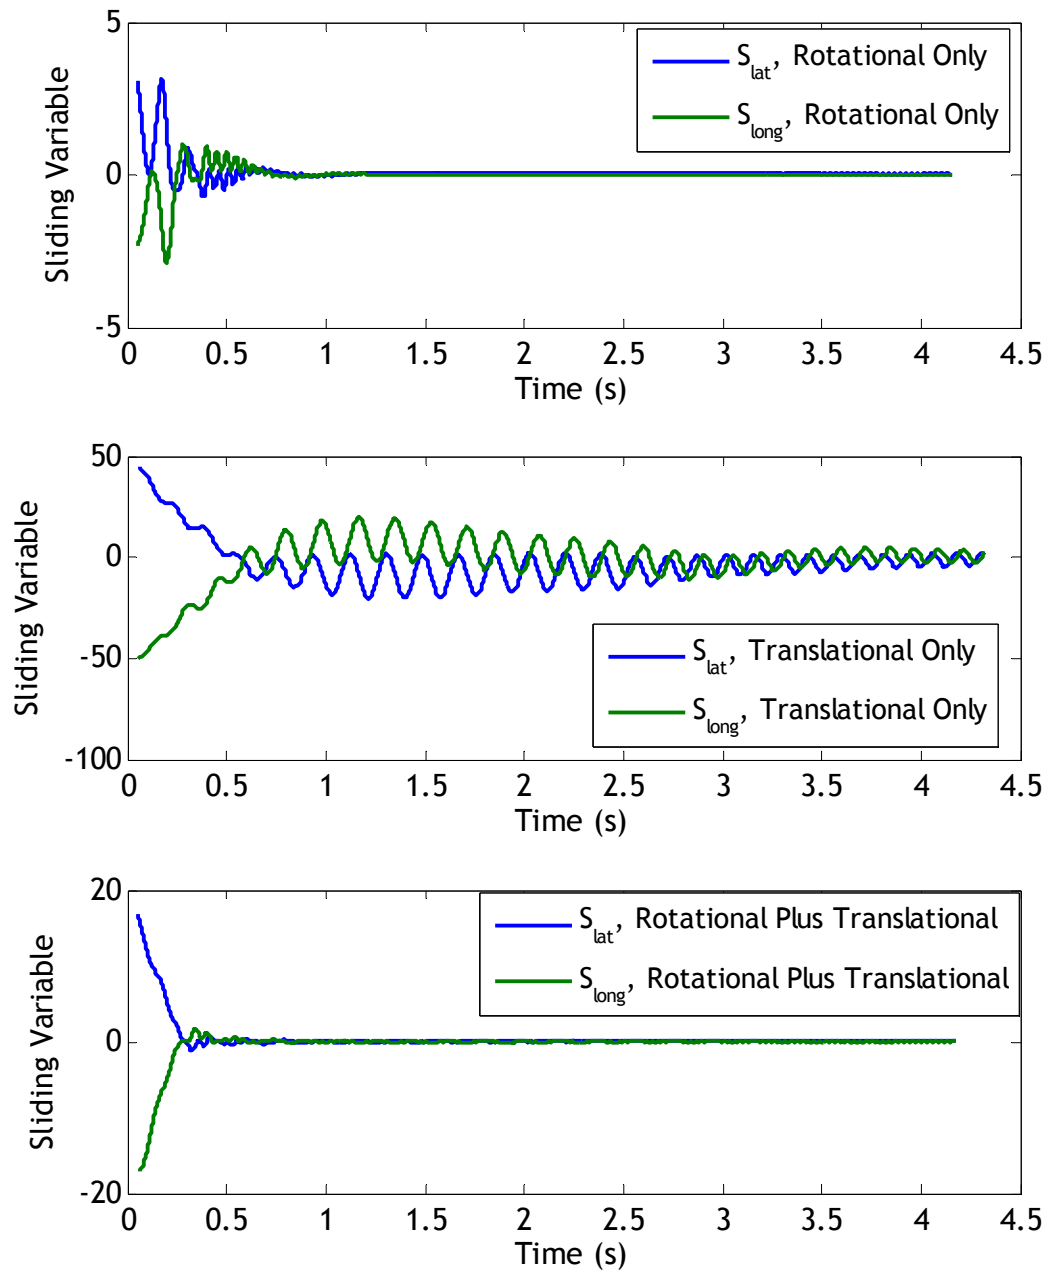 5
0
-5
Sliding Variable
S_lat, Rotational Only
S_long, Rotational Only
0 0.5 1 1.5 2 2.5 3 3.5 4 4.5
Time (s)
50
0
-50
-100
Sliding Variable
S_lat, Translational Only
S_long, Translational Only
0 0.5 1 1.5 2 2.5 3 3.5 4 4.5
Time (s)
20
0
-20
Sliding Variable
S_lat, Rotational Plus Translational
S_long, Rotational Plus Translational
0 0.5 1 1.5 2 2.5 3 3.5 4 4.5
Time (s)